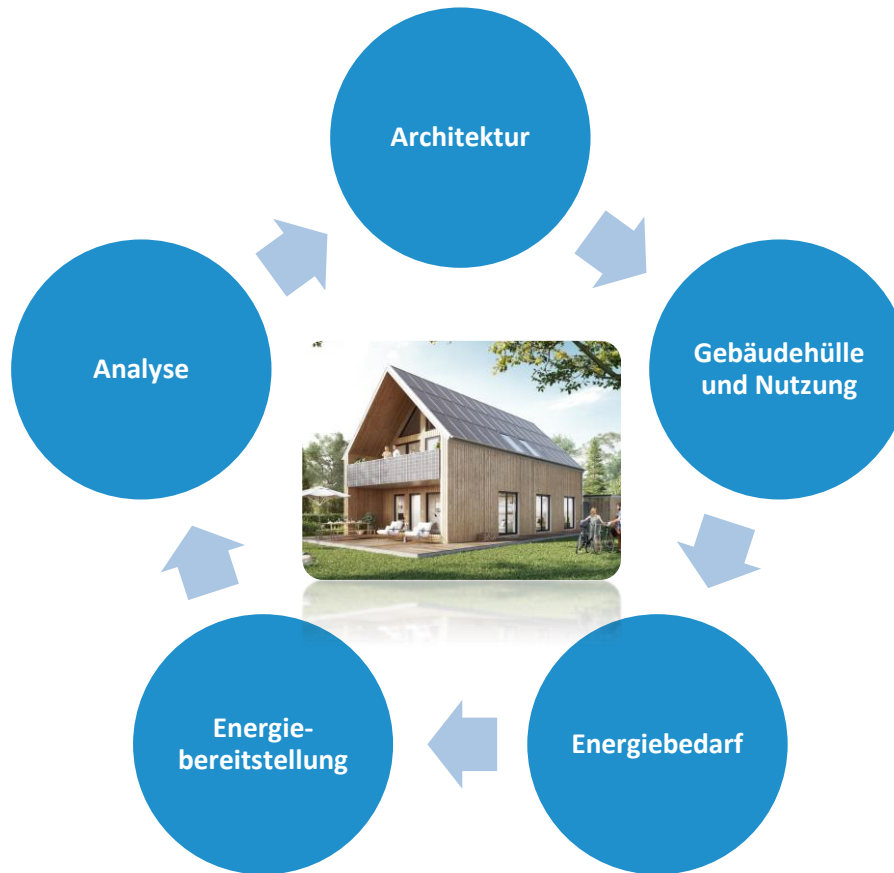 Architektur
Gebäudehülle
und Nutzung
Energiebedarf
Energie-
bereitstellung
Analyse